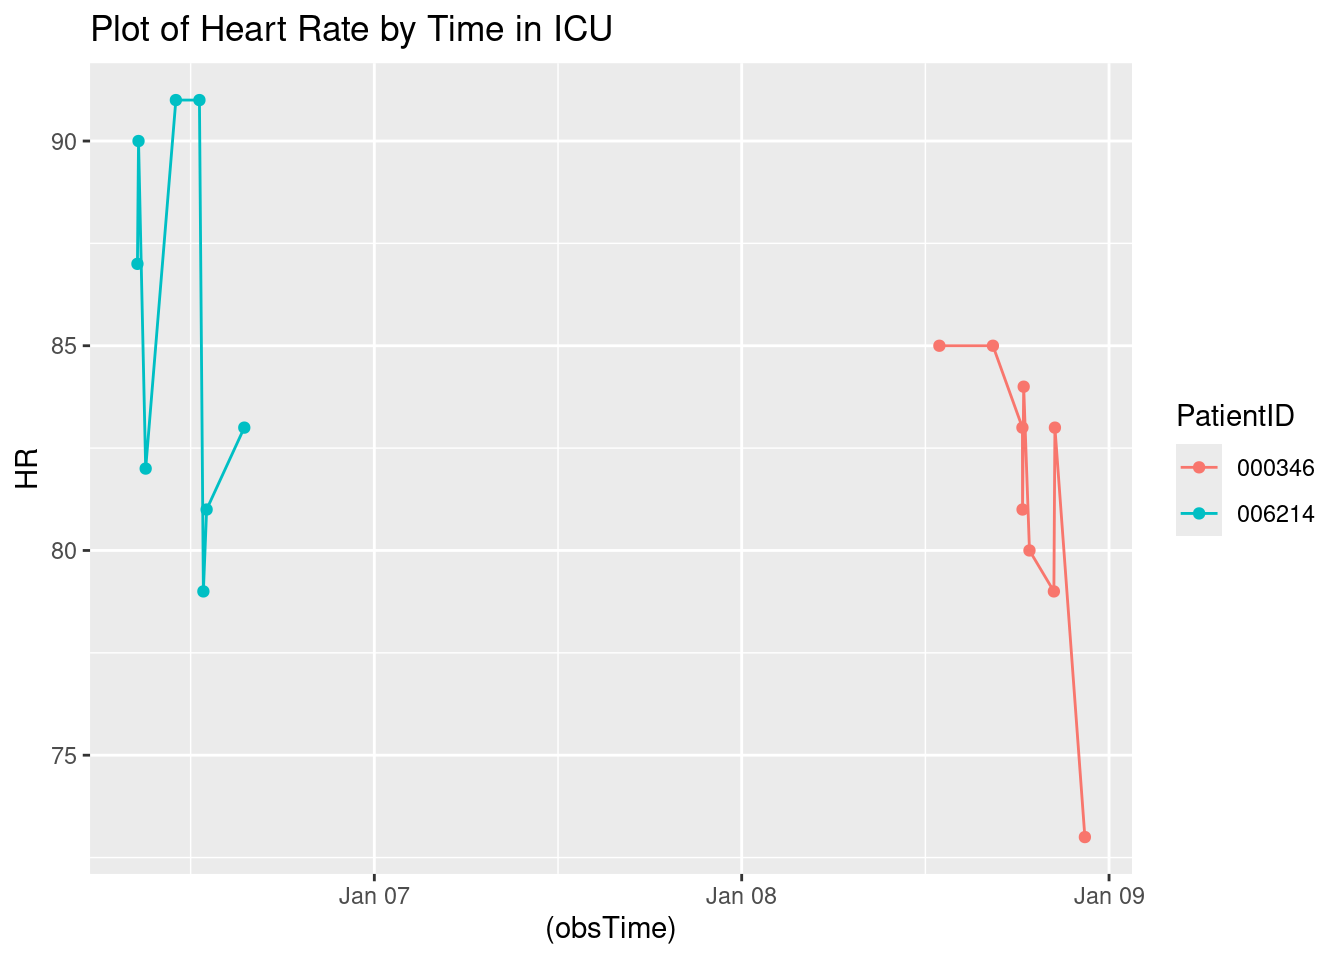 Plot of Heart Rate by Time in ICU
90
85
80
75
HR
Jan 07
Jan 08
Jan 09
(obsTime)
PatientID
000346
006214